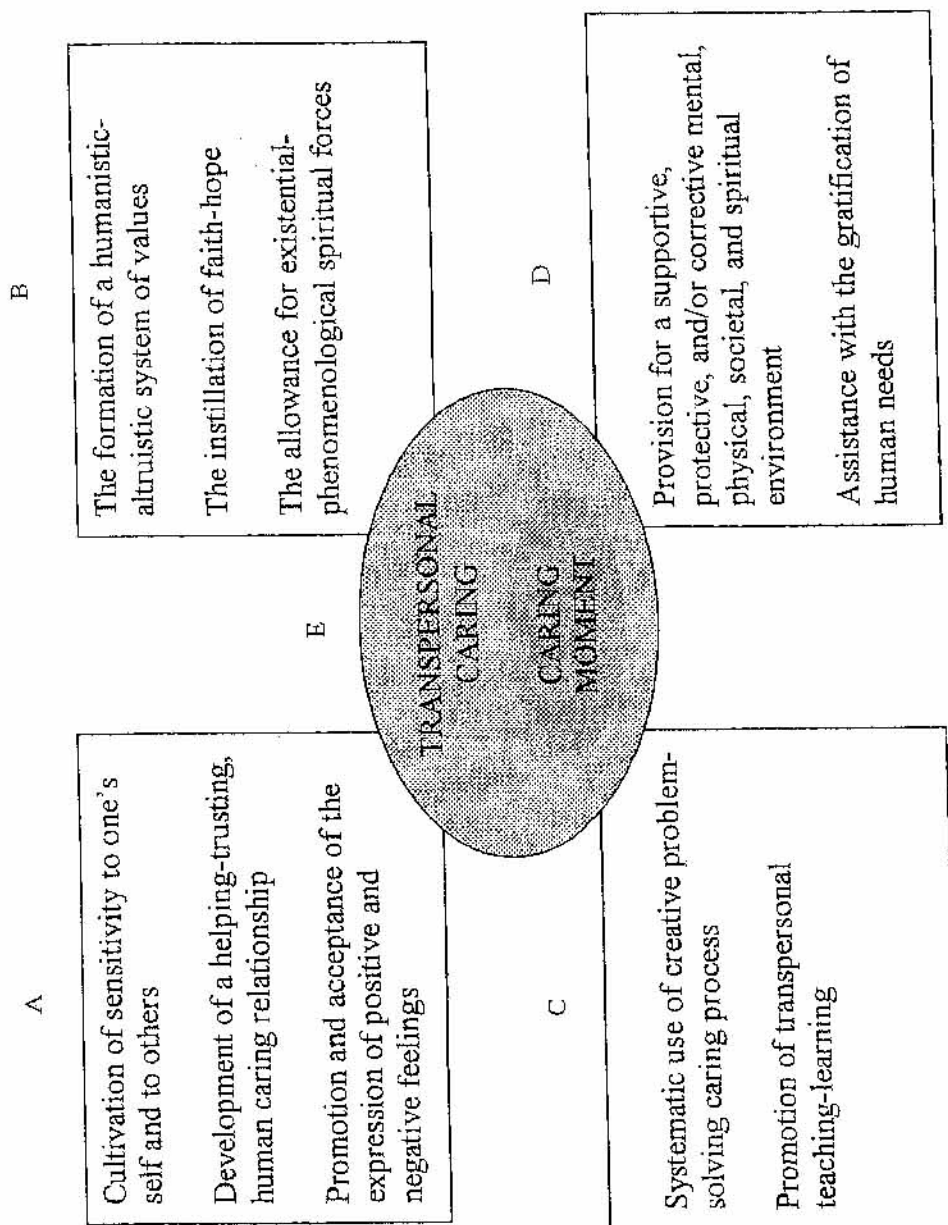 A
Cultivation of sensitivity to one's
self and to others
Development of a helping-trusting,
human caring relationship
Promotion and acceptance of the
expression of positive and
negative feelings
B
The formation of a humanistic-
altruistic system of values
The instillation of faith-hope
The allowance for existential-
phenomenological spiritual forces
E
TRANSPERSONAL
CARING
CARING
MOMENT
C
Systematic use of creative problem-
solving caring process
Promotion of transpersonal
teaching-learning
D
Provision for a supportive,
protective, and/or corrective mental,
physical, societal, and spiritual
environment
Assistance with the gratification of
human needs